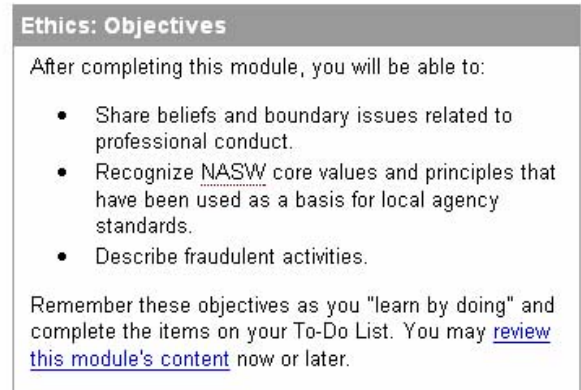 Ethics: Objectives
After completing this module, you will be able to:
• Share beliefs and boundary issues related to
professional conduct.
• Recognize NASW core values and principles that
have been used as a basis for local agency
standards.
• Describe fraudulent activities.
Remember these objectives as you "learn by doing" and
complete the items on your To-Do List. You may review
this module's content now or later.